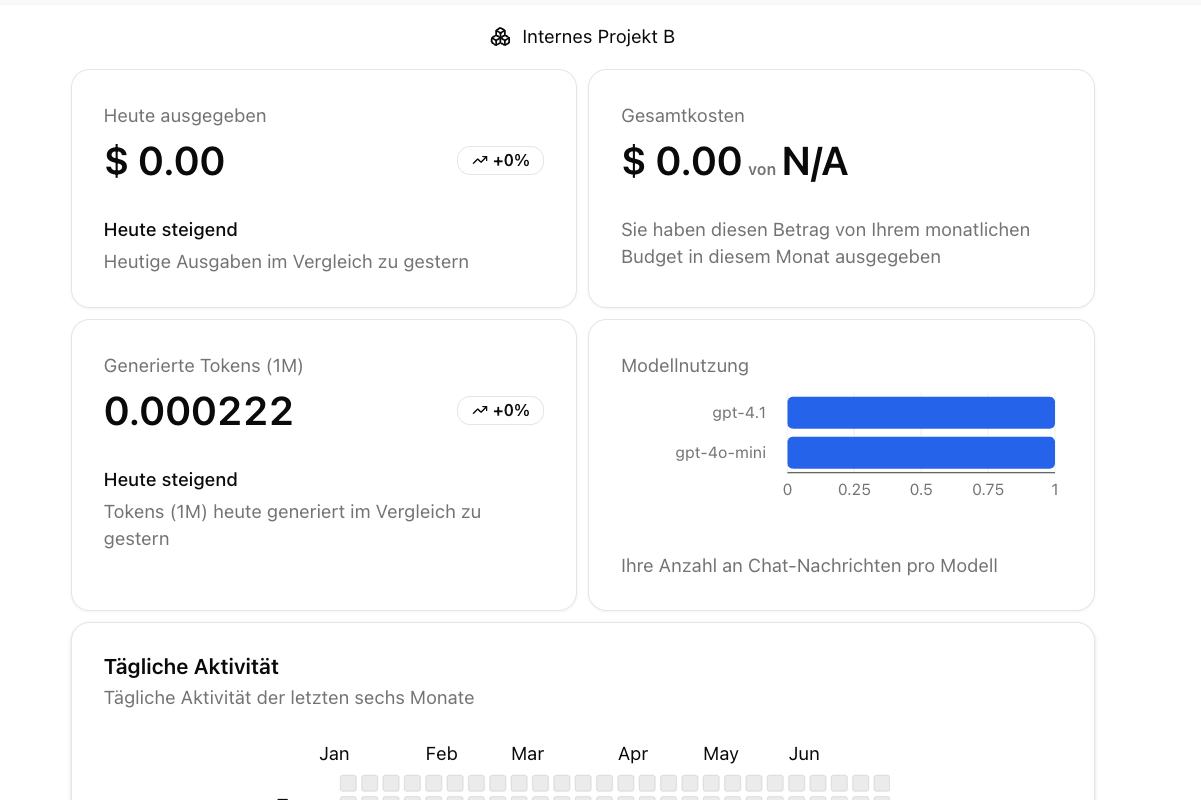 Internes Projekt B
Heute ausgegeben
$ 0.00
+0%
Heute steigend
Heutige Ausgaben im Vergleich zu gestern
Gesamtkosten
$ 0.00 von N/A
Sie haben diesen Betrag von Ihrem monatlichen
Budget in diesem Monat ausgegeben
Generierte Tokens (1M)
0.000222
+0%
Heute steigend
Tokens (1M) heute generiert im Vergleich zu
gestern
Modellnutzung
gpt-4.1
gpt-4o-mini
0 0.25 0.5 0.75 1
Ihre Anzahl an Chat-Nachrichten pro Modell
Tägliche Aktivität
Tägliche Aktivität der letzten sechs Monate
Jan Feb Mar Apr May Jun